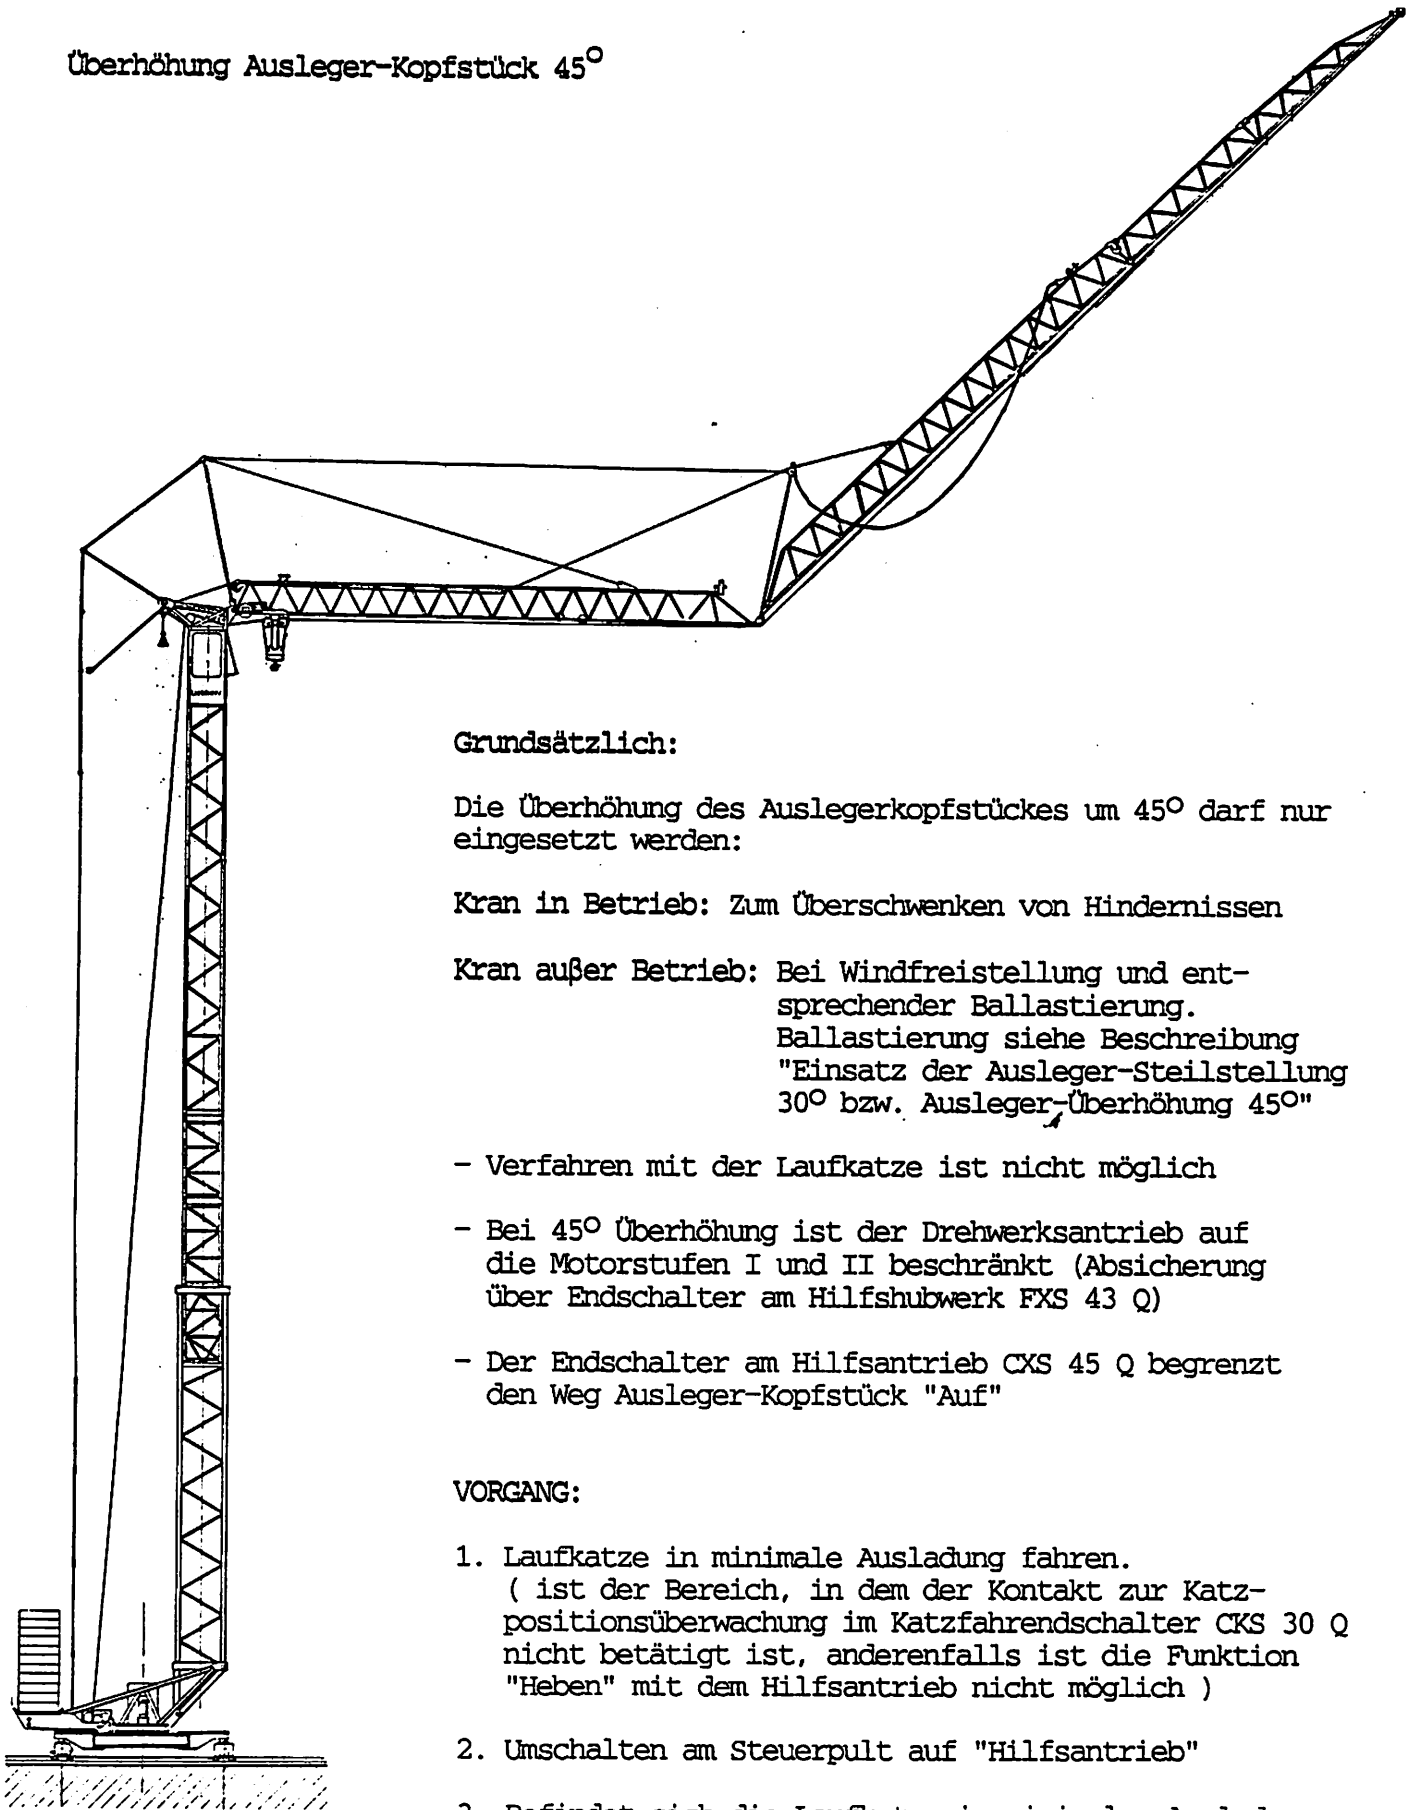 Überhöhung Ausleger-Kopfstück 45°
Grundsätzlich:
Die Überhöhung des Auslegerkopfstückes um 45° darf nur
eingesetzt werden:
Kran in Betrieb: Zum Überschwenken von Hindernissen
Kran außer Betrieb: Bei Windfreistellung und ent-
sprechender Ballastierung.
Ballastierung siehe Beschreibung
"Einsatz der Ausleger-Steilstellung
30° bzw. Ausleger-Überhöhung 45°"
- Verfahren mit der Laufkatze ist nicht möglich
- Bei 45° Überhöhung ist der Drehwerksantrieb auf
die Motorstufen I und II beschränkt (Absicherung
über Endschalter am Hilfshubwerk FXS 43 Q)
- Der Endschalter am Hilfsantrieb CXS 45 Q begrenzt
den Weg Ausleger-Kopfstück "Auf"
VORGANG:
1. Laufkatze in minimale Ausladung fahren.
( ist der Bereich, in dem der Kontakt zur Katz-
positionsüberwachung im Katzfahrendschalter CKS 30 Q
nicht betätigt ist, anderenfalls ist die Funktion
"Heben" mit dem Hilfsantrieb nicht möglich )
2. Umschalten am Steuerpult auf "Hilfsantrieb"